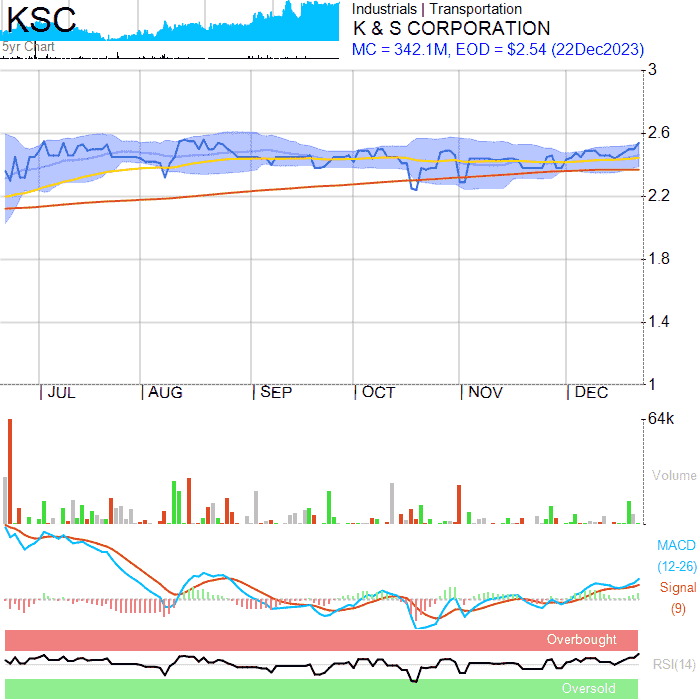 KSC
5yr Chart
Industrials | Transportation
K & S CORPORATION
MC = 342.1M, EOD = $2.54 (22Dec2023)
3
2.6
2.2
1.8
1.4
1
JUL AUG SEP OCT NOV DEC
64k
Volume
MACD
(12-26)
Signal
(9)
Overbought
RSI(14)
Oversold